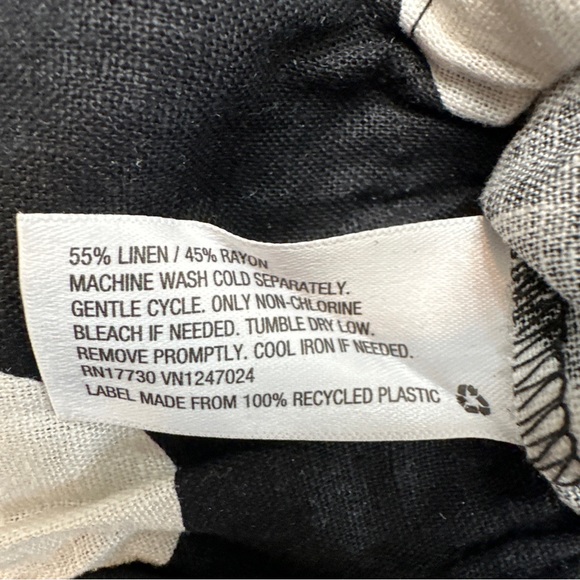 55% LINEN / 45% RAYON
MACHINE WASH COLD SEPARATELY.
GENTLE CYCLE. ONLY NON-CHLORINE
BLEACH IF NEEDED. TUMBLE DRY LOW.
REMOVE PROMPTLY. COOL IRON IF NEEDED.
RN17730 VN1247024
LABEL MADE FROM 100% RECYCLED PLASTIC